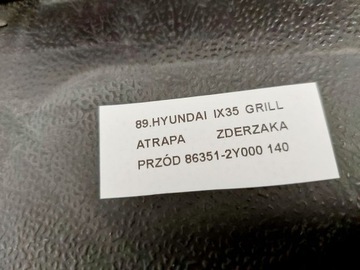 89.HYUNDAI IX35 GRILL
ATRAPA ZDERZAKA
PRZÓD 86351-2Y000 140